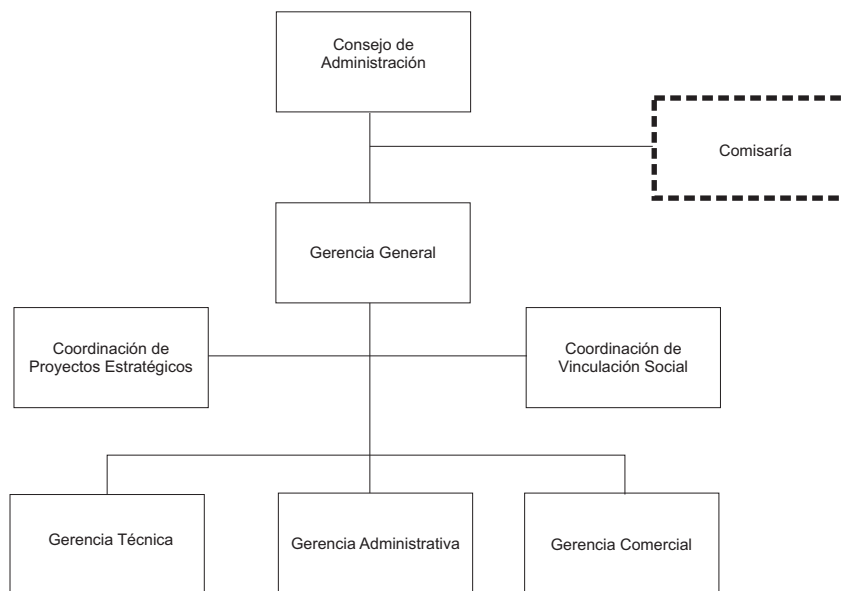 Consejo de
Administración
Comisaría
Gerencia General
Coordinación de
Proyectos Estratégicos
Coordinación de
Vinculación Social
Gerencia Técnica
Gerencia Administrativa
Gerencia Comercial